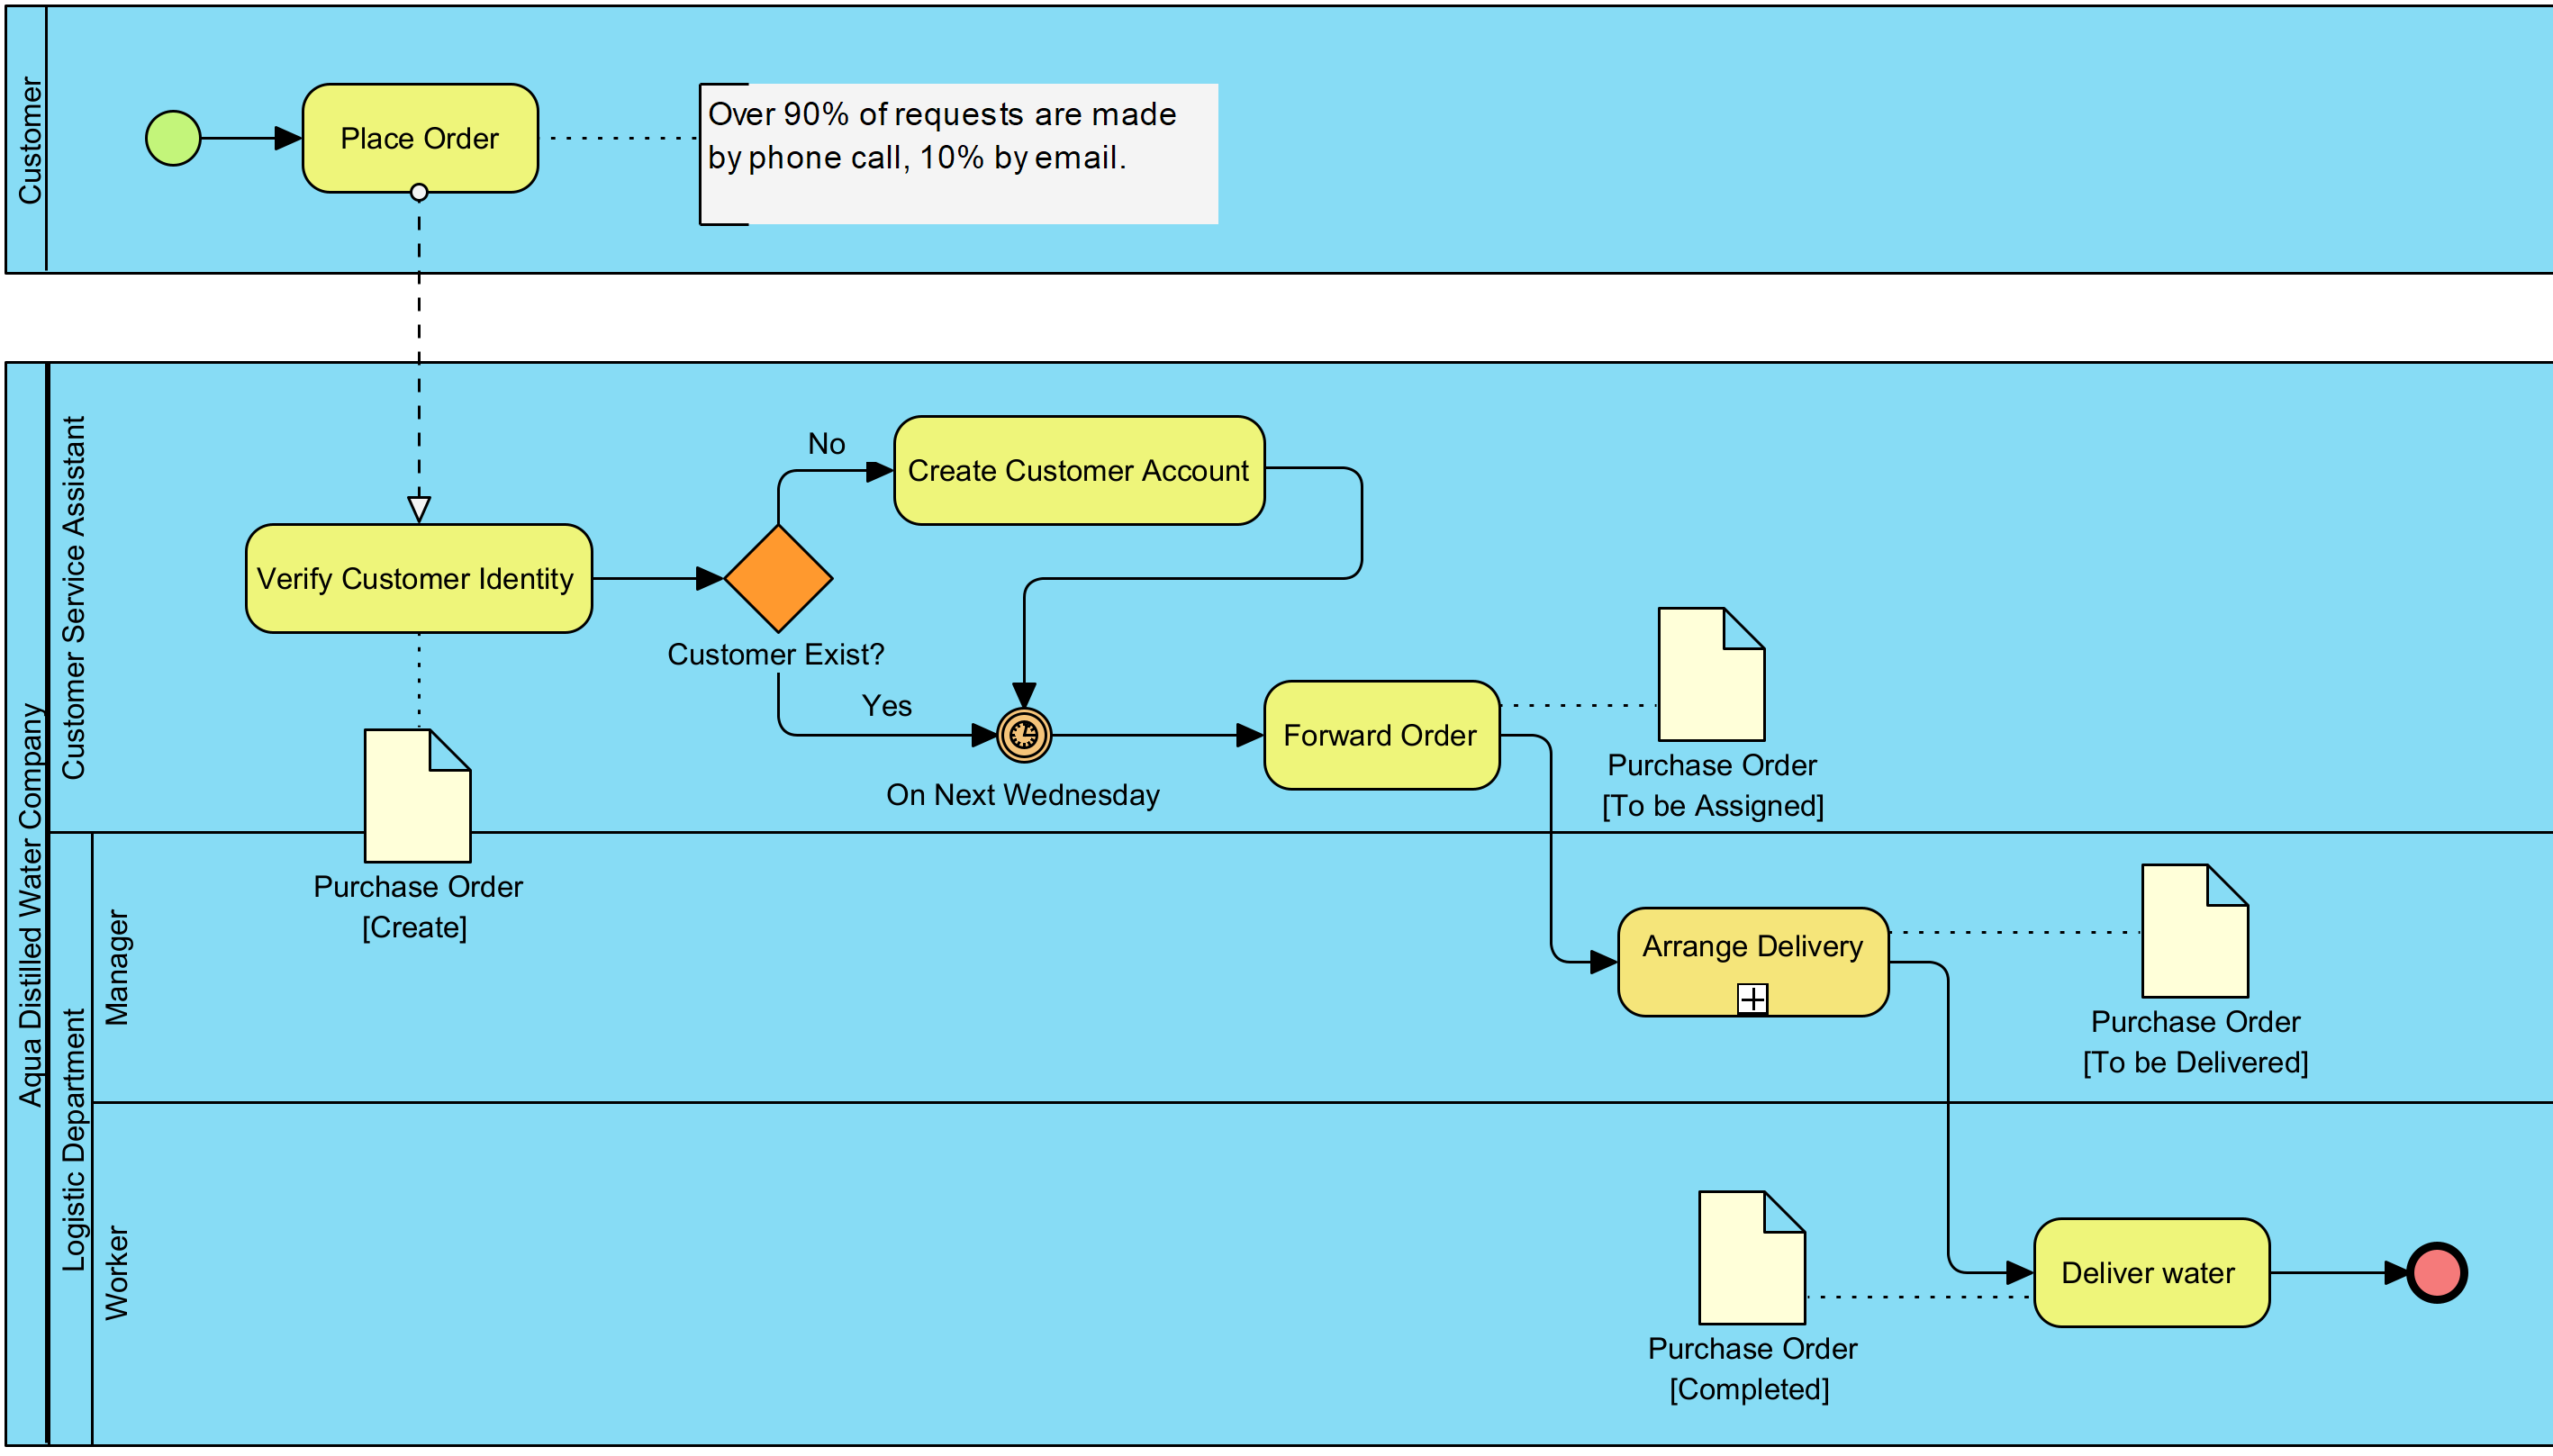 Customer
Place Order
Over 90% of requests are made
by phone call, 10% by email.
Aqua Distilled Water Company
Customer Service Assistant
Verify Customer Identity
Customer Exist?
No
Create Customer Account
Yes
On Next Wednesday
Forward Order
Purchase Order
[To be Assigned]
Purchase Order
[Create]
Logistic Department
Manager
Arrange Delivery
Purchase Order
[To be Delivered]
Worker
Purchase Order
[Completed]
Deliver water